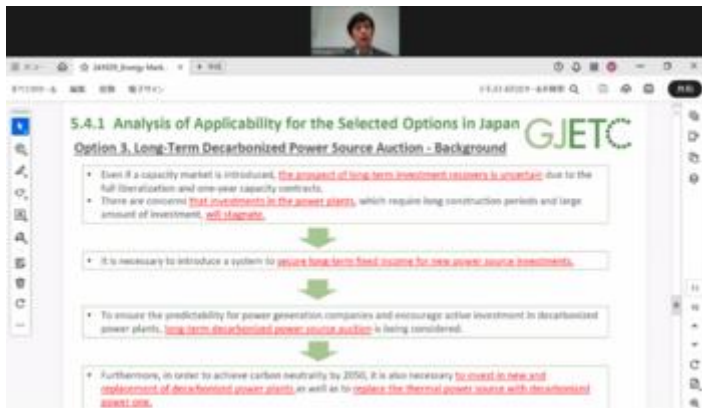 5.4.1 Analysis of Applicability for the Selected Options in Japan
GJETC
Option 3. Long-Term Decarbonized Power Source Auction - Background
• Even if a capacity market is introduced, the prospect of long-term investment recovery is uncertain due to the
full liberalization and one-year capacity contracts.
• There are concerns that investments in the power plants, which require long construction periods and large
amount of investment, will stagnate.
• It is necessary to introduce a system to secure long-term fixed income for new power source investments.
• To ensure the predictability for power generation companies and encourage active investment in decarbonized
power plants, long-term decarbonized power source auction is being considered.
• Furthermore, in order to achieve carbon neutrality by 2050, it is also necessary to invest in new and
replacement of decarbonized power plants as well as to replace the thermal power source with decarbonized
power one.